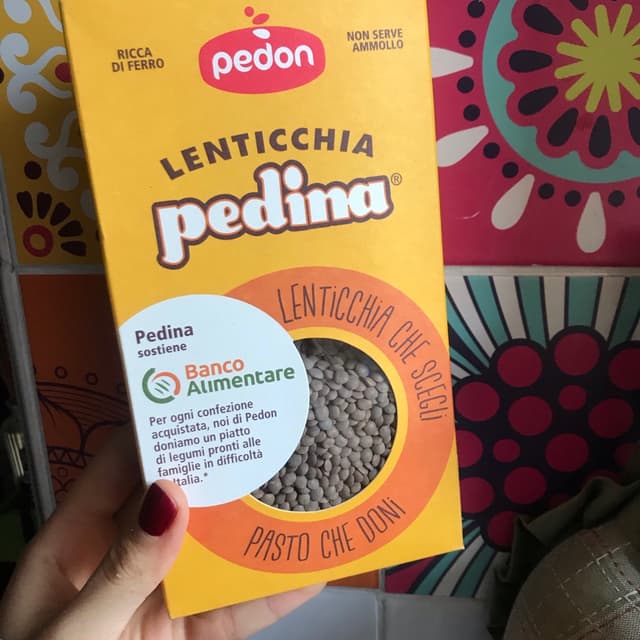 RICCA
DI FERRO
pedon
NON SERVE
AMMOLLO
LENTICCHIA
pedina®
LENTICCHIA CHE SCEGLI
PASTO CHE DONI
Pedina
sostiene
Banco
Alimentare
Per ogni confezione
acquistata, noi di Pedon
doniamo un piatto
di legumi pronti alle
famiglie in difficoltà
Italia.*